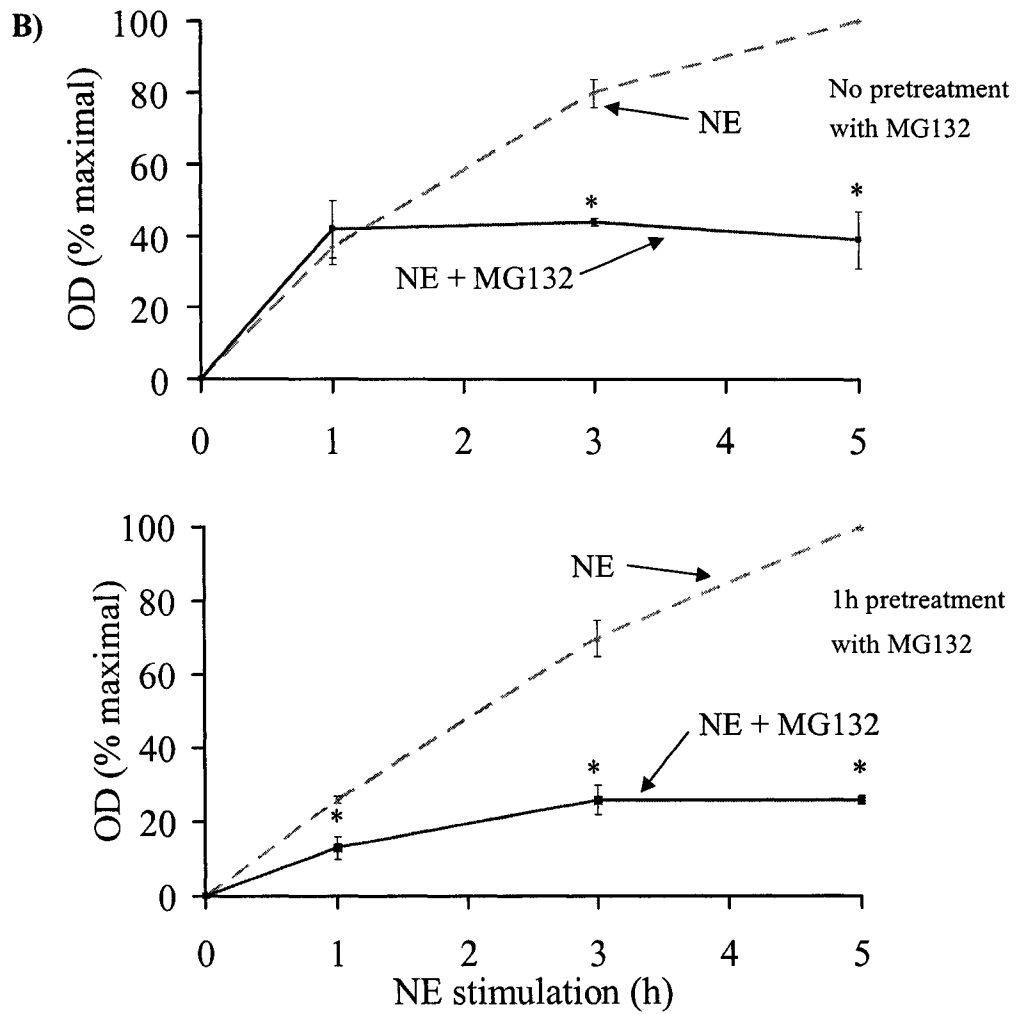 B)
OD (% maximal)
100
80
60
40
20
0
NE
No pretreatment
with MG132
*
*
NE + MG132
0 1 2 3 4 5
OD (% maximal)
100
80
60
40
20
0
NE
1h pretreatment
with MG132
NE + MG132
*
*
*
0 1 2 3 4 5
NE stimulation (h)